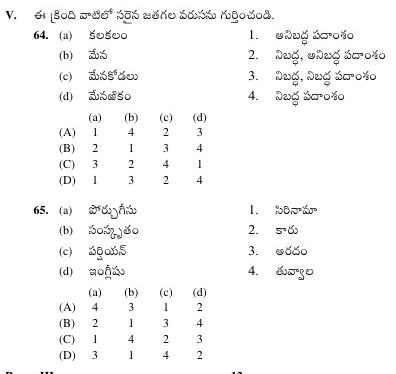 V. ఈ క్రింది వాటిలో సరైన జతగల వరుసను గుర్తించండి.
64. (a) కలకలం 1. అనిబద్ధ పదాంశం
(b) మేన 2. నిబద్ధ, అనిబద్ధ పదాంశం
(c) మేనకోడలు 3. నిబద్ధ, నిబద్ధ పదాంశం
(d) మేనరికం 4. నిబద్ధ పదాంశం
(a) (b) (c) (d)
(A) 1 4 2 3
(B) 2 1 3 4
(C) 3 2 4 1
(D) 1 3 2 4
65. (a) పోర్చుగీసు 1. సిరినామా
(b) సంస్కృతం 2. కారు
(c) పర్షియన్ 3. అరదం
(d) ఇంగ్లీషు 4. తువ్వాల
(a) (b) (c) (d)
(A) 4 3 1 2
(B) 2 1 3 4
(C) 1 4 2 3
(D) 3 1 4 2